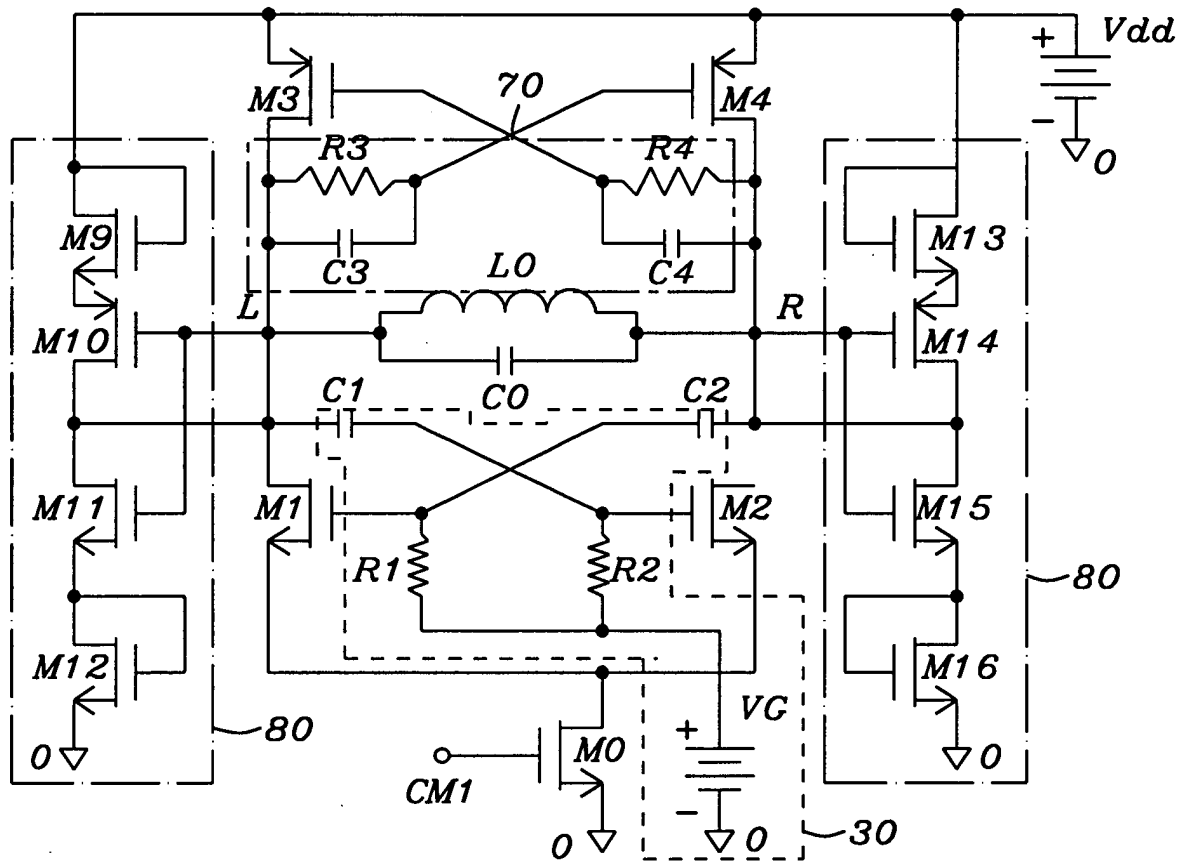 + Vdd
M3 70 M4
-
R3 R4 0
M9 C3 L0 C4 M13
L R
M10 M14
C1 C0 C2
M11 M1 M2 M15
R1 R2 80
M12 M16
VG
80 +
0 M0 0
CM1 -
0 0 30